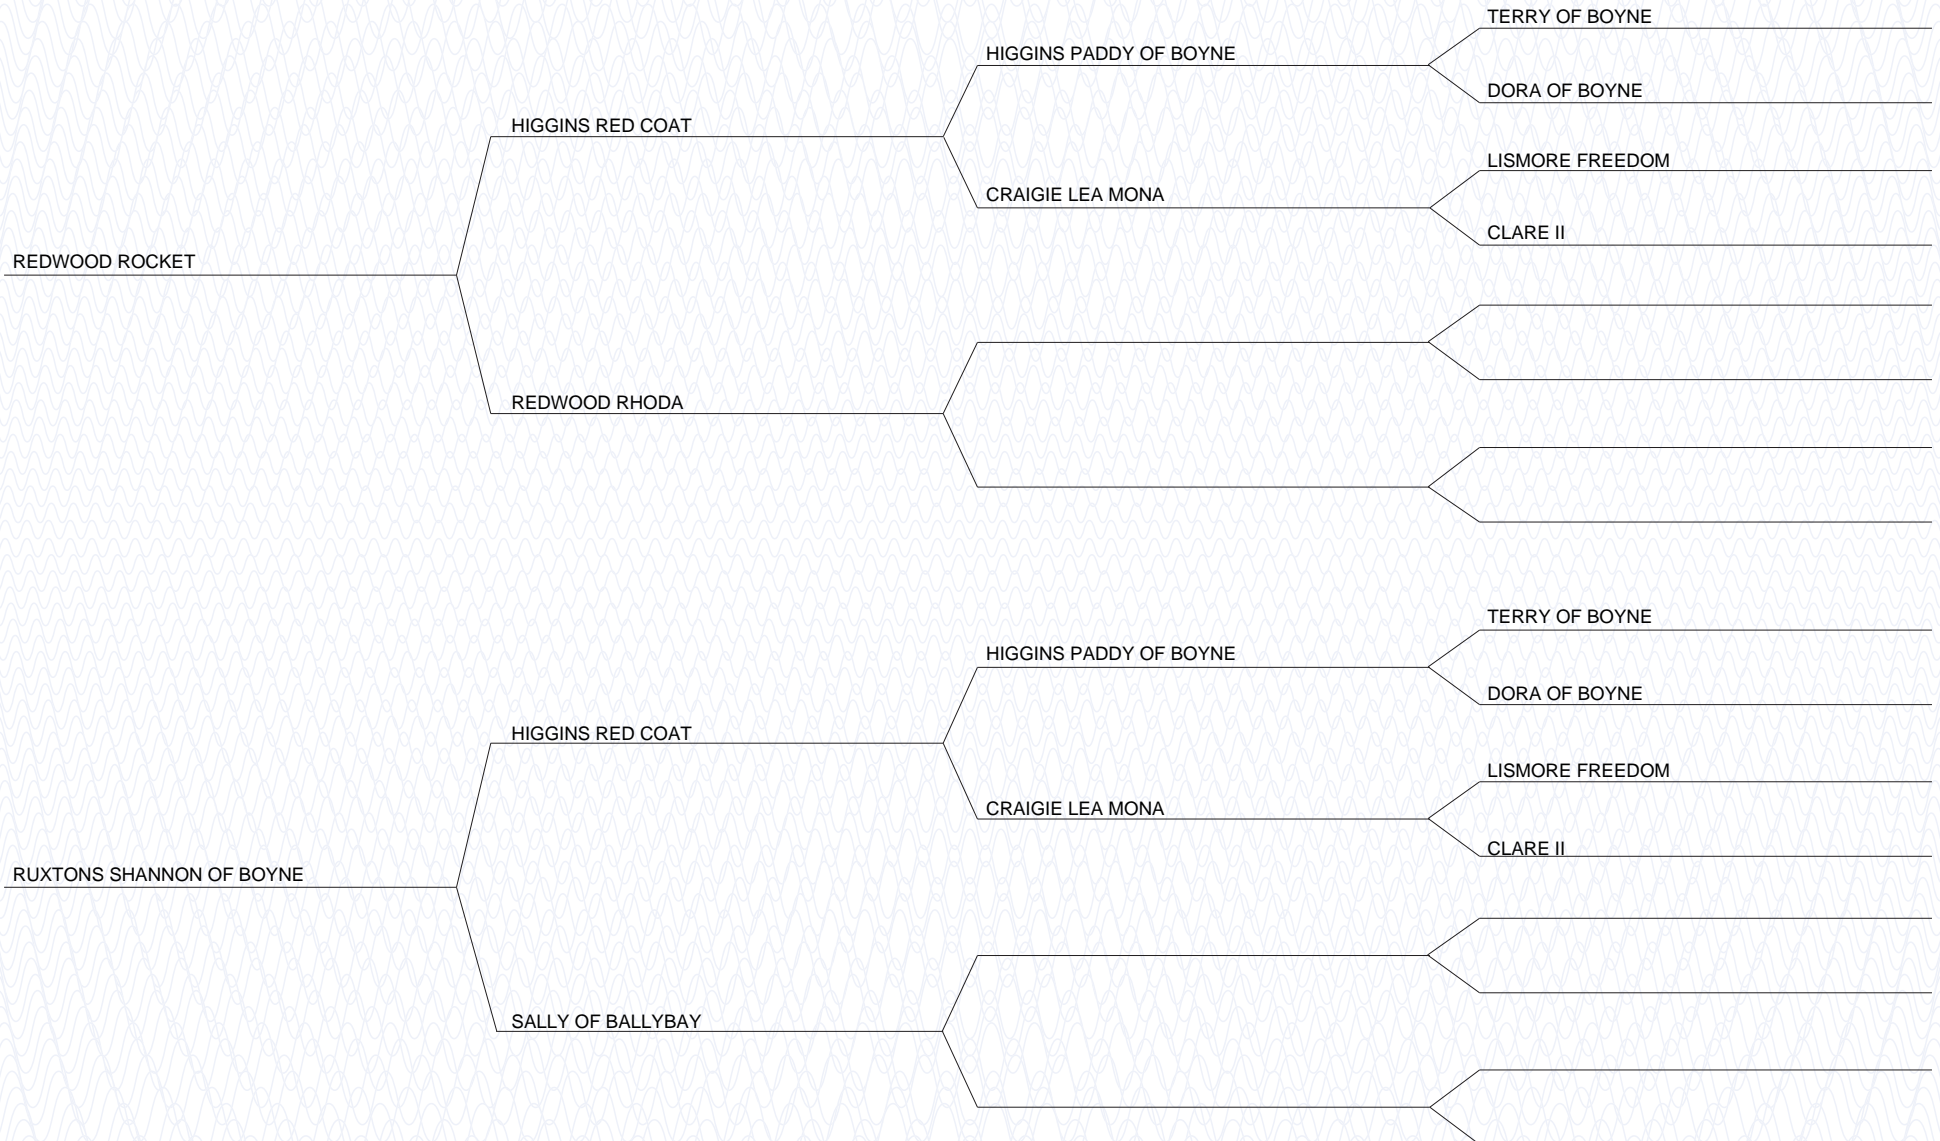 TERRY OF BOYNE
HIGGINS PADDY OF BOYNE
DORA OF BOYNE
HIGGINS RED COAT
LISMORE FREEDOM
CRAIGIE LEA MONA
CLARE II
REDWOOD ROCKET
REDWOOD RHODA
TERRY OF BOYNE
HIGGINS PADDY OF BOYNE
DORA OF BOYNE
HIGGINS RED COAT
LISMORE FREEDOM
CRAIGIE LEA MONA
CLARE II
RUXTONS SHANNON OF BOYNE
SALLY OF BALLYBAY